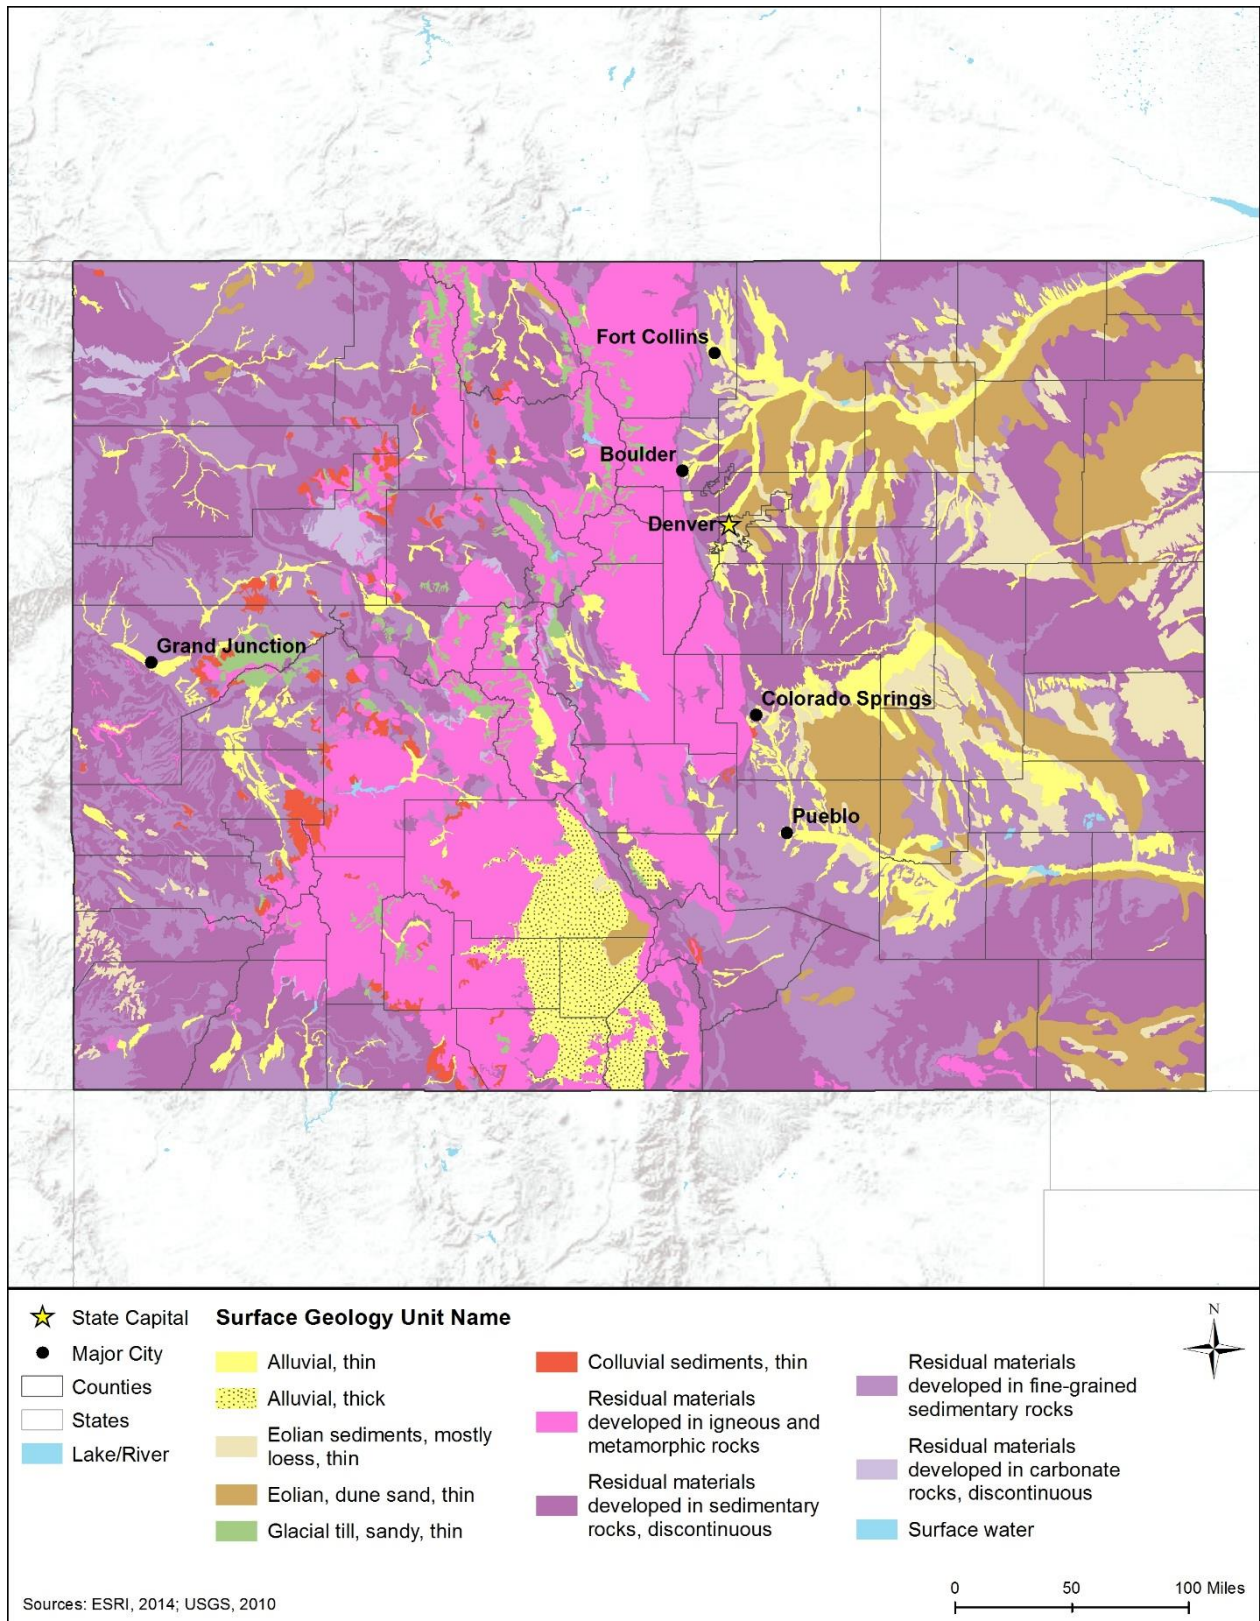 Fort Collins
Boulder
Denver
Grand Junction
Colorado Springs
Pueblo
State Capital
Major City
Counties
States
Lake/River
Surface Geology Unit Name
Alluvial, thin
Alluvial, thick
Eolian sediments, mostly
loess, thin
Eolian, dune sand, thin
Glacial till, sandy, thin
Colluvial sediments, thin
Residual materials
developed in igneous and
metamorphic rocks
Residual materials
developed in sedimentary
rocks, discontinuous
Residual materials
developed in fine-grained
sedimentary rocks
Residual materials
developed in carbonate
rocks, discontinuous
Surface water
N
0 50 100 Miles
Sources: ESRI, 2014; USGS, 2010